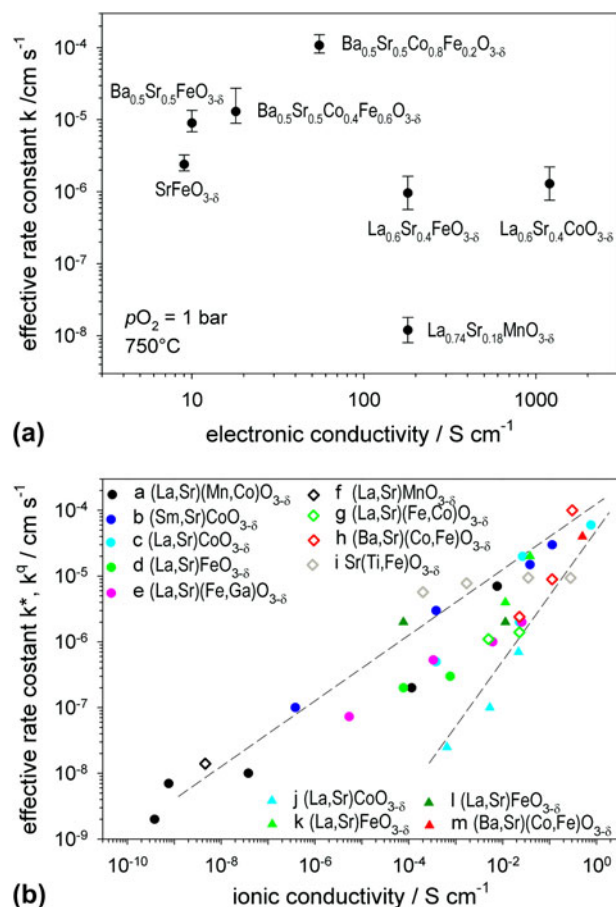 effective rate constant k /cm s⁻¹
10⁻⁴
10⁻⁵
10⁻⁶
10⁻⁷
10⁻⁸
Ba₀.₅Sr₀.₅Co₀.₈Fe₀.₂O₃₋δ
Ba₀.₅Sr₀.₅FeO₃₋δ
Ba₀.₅Sr₀.₅Co₀.₄Fe₀.₆O₃₋δ
SrFeO₃₋δ
La₀.₆Sr₀.₄FeO₃₋δ
La₀.₆Sr₀.₄CoO₃₋δ
La₀.₇₄Sr₀.₁₈MnO₃₋δ
pO₂ = 1 bar
750°C
10 100 1000
(a) electronic conductivity / S cm⁻¹
effective rate costant k*, k^q / cm s⁻¹
a (La,Sr)(Mn,Co)O₃₋δ
b (Sm,Sr)CoO₃₋δ
c (La,Sr)CoO₃₋δ
d (La,Sr)FeO₃₋δ
e (La,Sr)(Fe,Ga)O₃₋δ
f (La,Sr)MnO₃₋δ
g (La,Sr)(Fe,Co)O₃₋δ
h (Ba,Sr)(Co,Fe)O₃₋δ
i Sr(Ti,Fe)O₃₋δ
10⁻⁴
10⁻⁵
10⁻⁶
10⁻⁷
10⁻⁸
10⁻⁹
j (La,Sr)CoO₃₋δ
k (La,Sr)FeO₃₋δ
l (La,Sr)FeO₃₋δ
m (Ba,Sr)(Co,Fe)O₃₋δ
10⁻¹⁰ 10⁻⁸ 10⁻⁶ 10⁻⁴ 10⁻² 10⁰
(b) ionic conductivity / S cm⁻¹